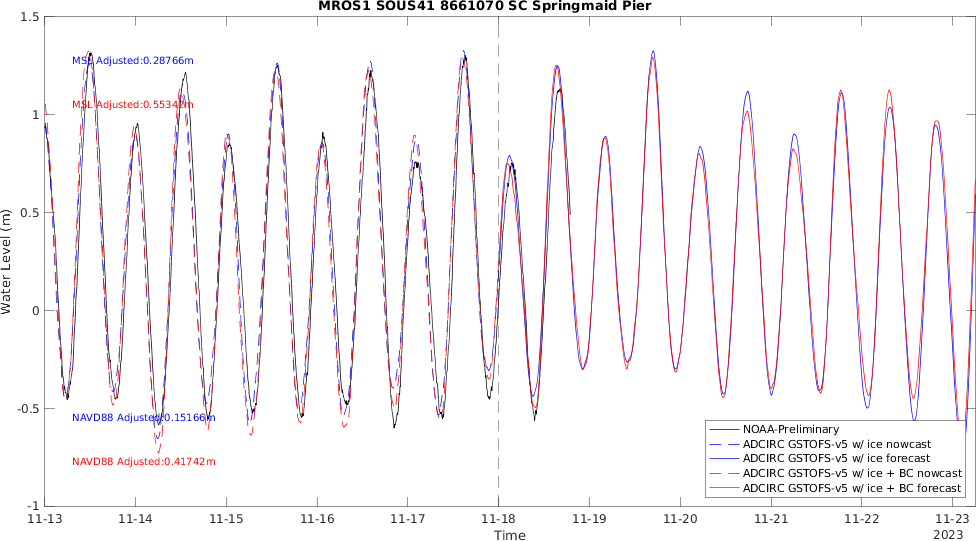 MROS1 SOUS41 8661070 SC Springmaid Pier
1.5
MSL Adjusted:0.28766m
MSL Adjusted:0.55342m
1
0.5
Water Level (m)
0
-0.5
NAVD88 Adjusted:0.15166m
NAVD88 Adjusted:0.41742m
NOAA-Preliminary
ADCIRC GSTOFS-v5 w/ ice nowcast
ADCIRC GSTOFS-v5 w/ ice forecast
ADCIRC GSTOFS-v5 w/ ice + BC nowcast
ADCIRC GSTOFS-v5 w/ ice + BC forecast
-1
11-13 11-14 11-15 11-16 11-17 11-18 11-19 11-20 11-21 11-22 11-23
Time 2023